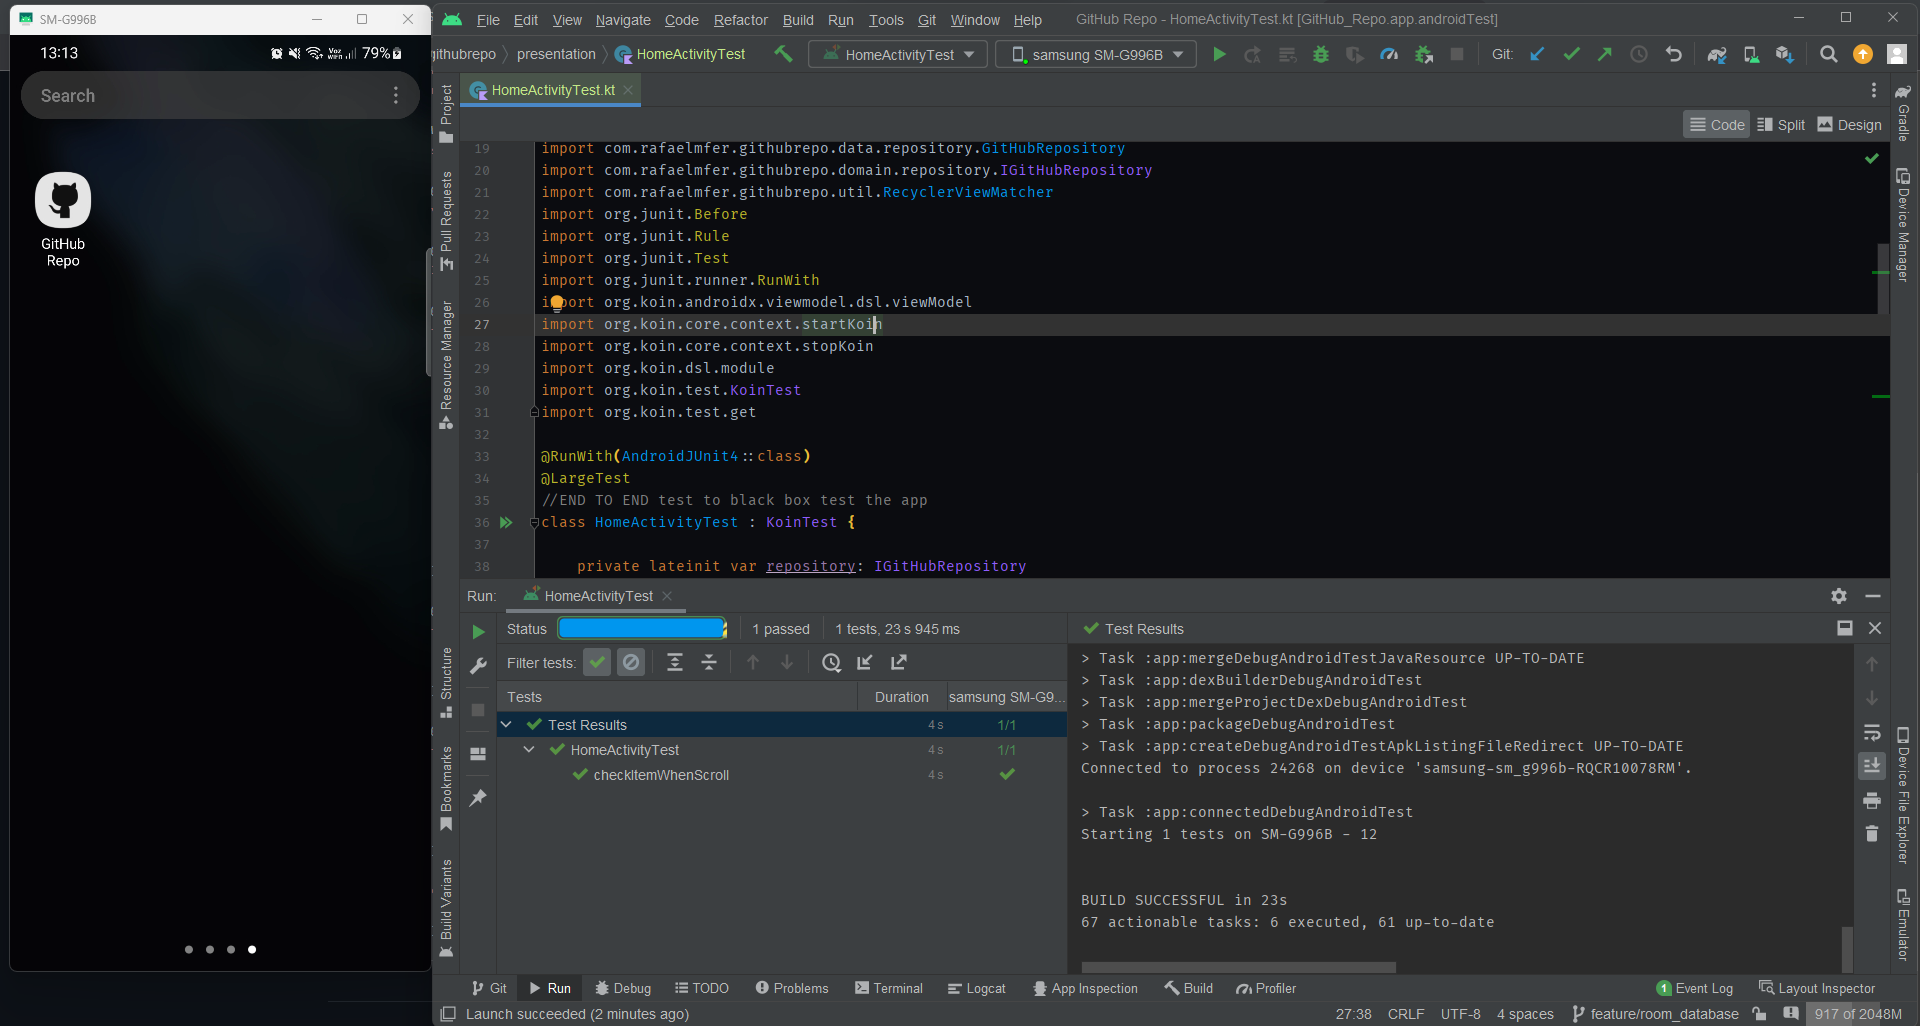 SM-G996B
13:13
79%
Search
GitHub
Repo
File Edit View Navigate Code Refactor Build Run Tools Git Window Help GitHub Repo - HomeActivityTest.kt [GitHub_Repo.app.androidTest]
githubrepo presentation HomeActivityTest HomeActivityTest samsung SM-G996B Git:
HomeActivityTest.kt
Code Split Design
19 import com.rafaelmfer.githubrepo.data.repository.GitHubRepository
20 import com.rafaelmfer.githubrepo.domain.repository.IGitHubRepository
21 import com.rafaelmfer.githubrepo.util.RecyclerViewMatcher
22 import org.junit.Before
23 import org.junit.Rule
24 import org.junit.Test
25 import org.junit.runner.RunWith
26 import org.koin.androidx.viewmodel.dsl.viewModel
27 import org.koin.core.context.startKoin
28 import org.koin.core.context.stopKoin
29 import org.koin.dsl.module
30 import org.koin.test.KoinTest
31 import org.koin.test.get
32
33 @RunWith(AndroidJUnit4::class)
34 @LargeTest
35 //END TO END test to black box test the app
36 class HomeActivityTest : KoinTest {
37
38 private lateinit var repository: IGitHubRepository
Project
Pull Requests
Resource Manager
Structure
Bookmarks
Build Variants
Gradle
Device Manager
Device File Explorer
Emulator
Run: HomeActivityTest
Status 1 passed 1 tests, 23 s 945 ms
Filter tests:
Tests Duration samsung SM-G9...
Test Results 4 s 1/1
HomeActivityTest 4 s 1/1
checkItemWhenScroll 4 s
Test Results
> Task :app:mergeDebugAndroidTestJavaResource UP-TO-DATE
> Task :app:dexBuilderDebugAndroidTest
> Task :app:mergeProjectDexDebugAndroidTest
> Task :app:packageDebugAndroidTest
> Task :app:createDebugAndroidTestApkListingFileRedirect UP-TO-DATE
Connected to process 24268 on device 'samsung-sm_g996b-RQCR10078RM'.
> Task :app:connectedDebugAndroidTest
Starting 1 tests on SM-G996B - 12
BUILD SUCCESSFUL in 23s
67 actionable tasks: 6 executed, 61 up-to-date
Git Run Debug TODO Problems Terminal Logcat App Inspection Build Profiler 1 Event Log Layout Inspector
Launch succeeded (2 minutes ago) 27:38 CRLF UTF-8 4 spaces feature/room_database 917 of 2048M